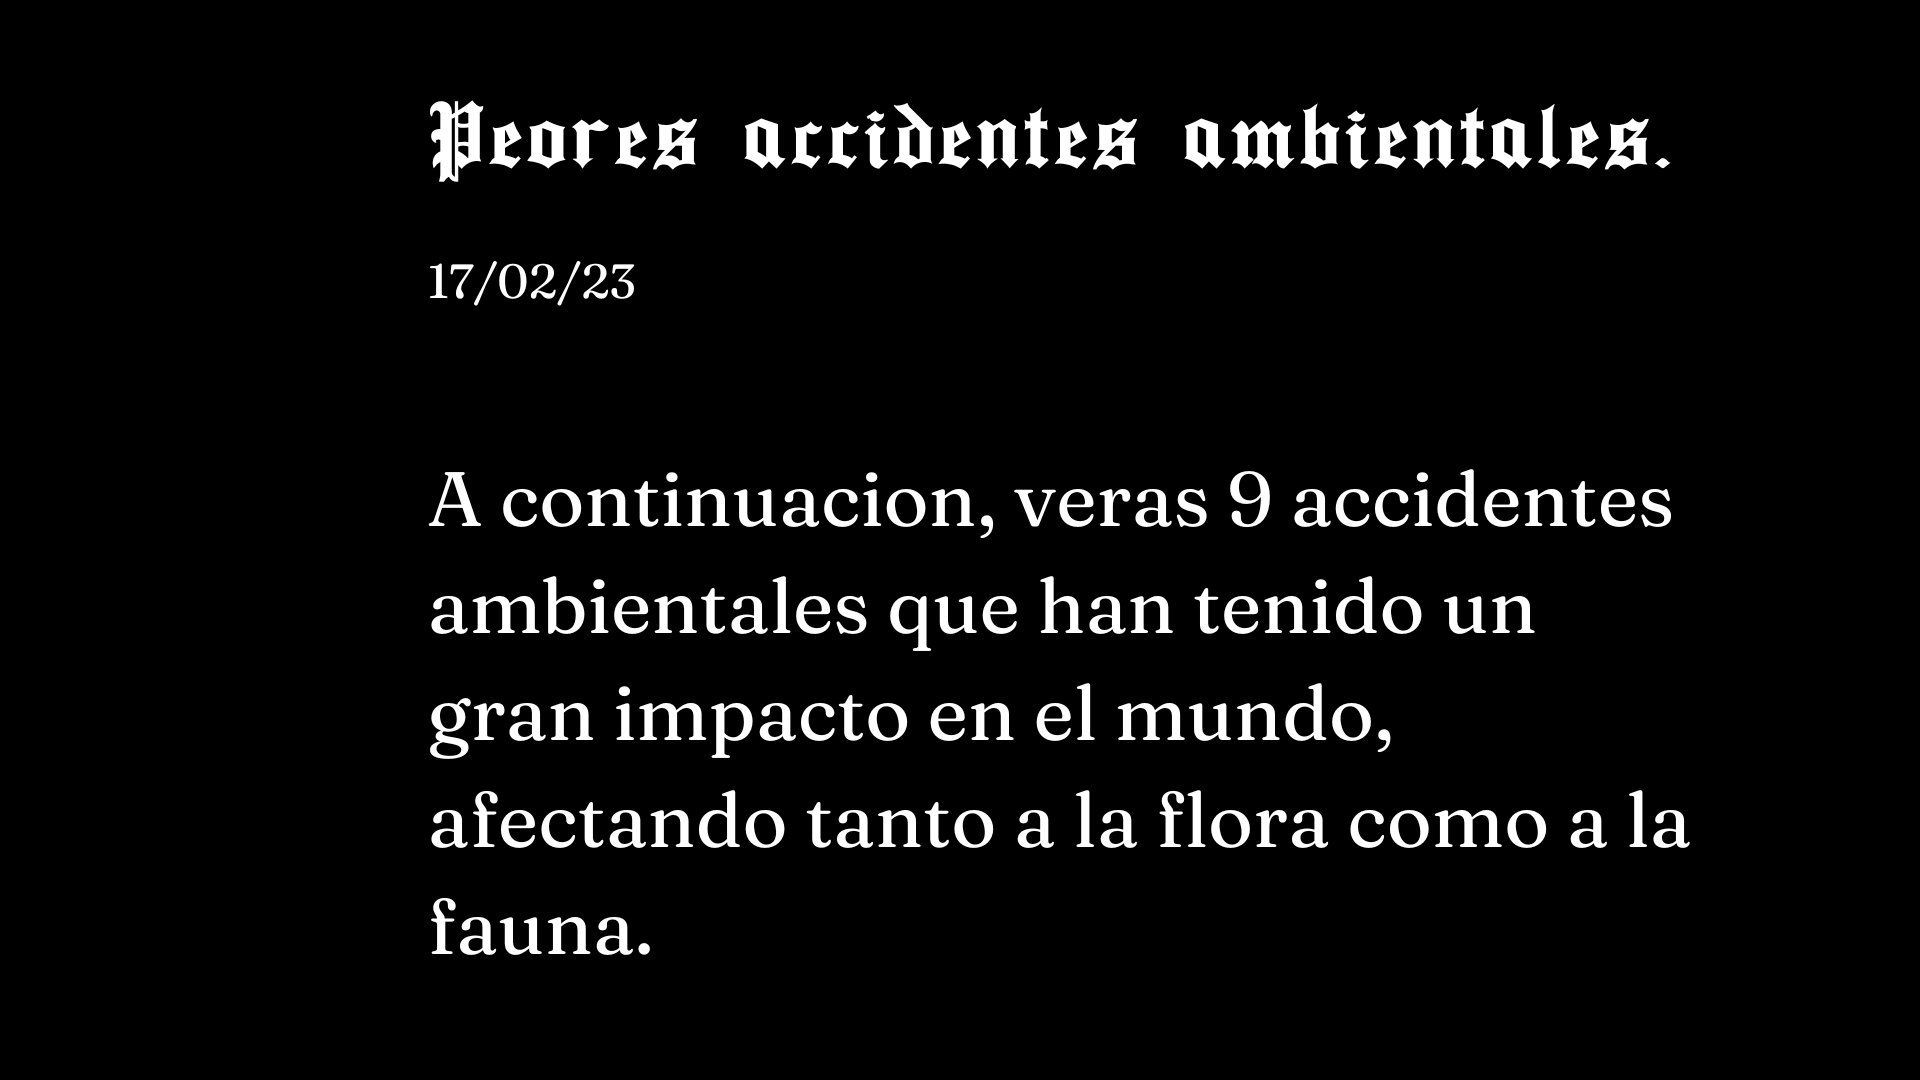 Peores accidentes ambientales.
17/02/23
A continuacion, veras 9 accidentes
ambientales que han tenido un
gran impacto en el mundo,
afectando tanto a la flora como a la
fauna.